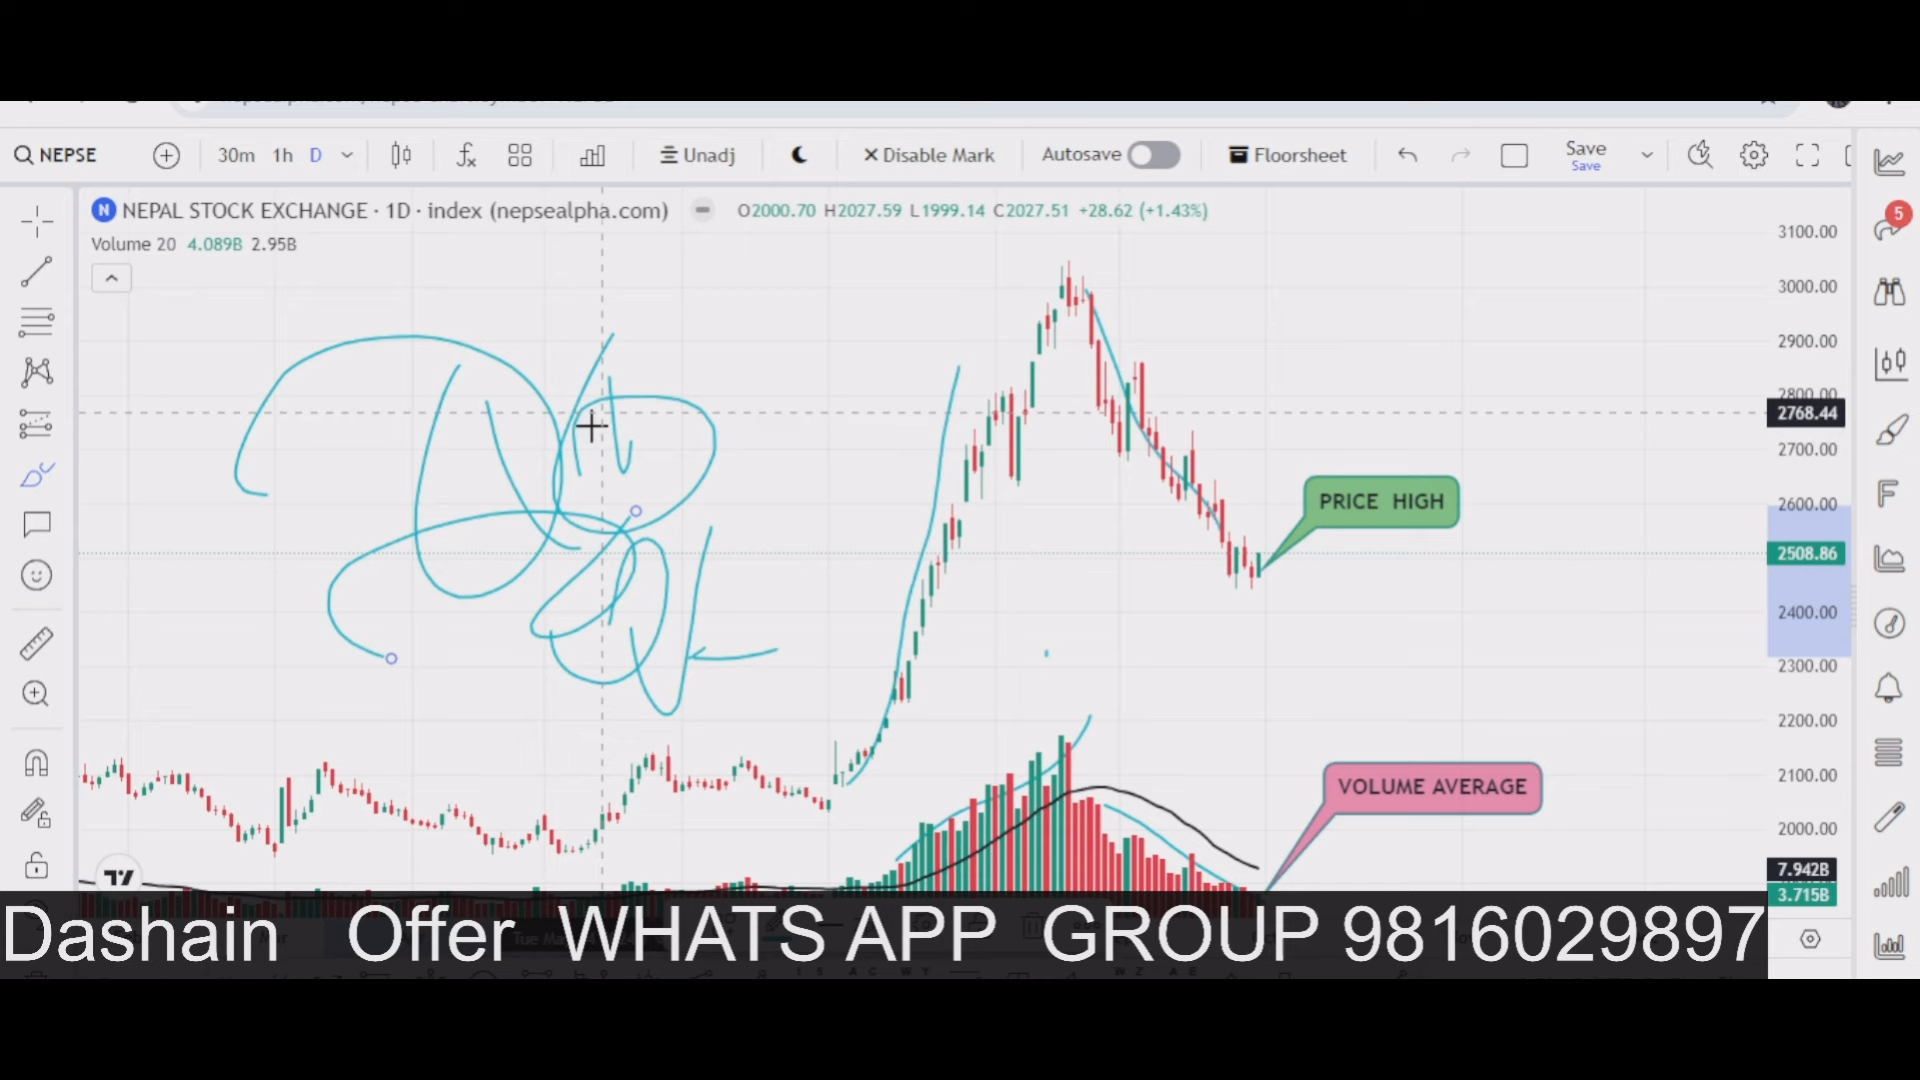 NEPSE 30m 1h D Unadj Disable Mark Autosave Floorsheet Save
Save
5
N NEPAL STOCK EXCHANGE · 1D · index (nepsealpha.com) O2000.70 H2027.59 L1999.14 C2027.51 +28.62 (+1.43%)
Volume 20 4.089B 2.95B
3100.00
3000.00
2900.00
2800.00
2768.44
2700.00
PRICE HIGH
2600.00
2508.86
2400.00
2300.00
2200.00
2100.00
VOLUME AVERAGE
2000.00
7.942B
3.715B
Dashain Offer WHATS APP GROUP 9816029897